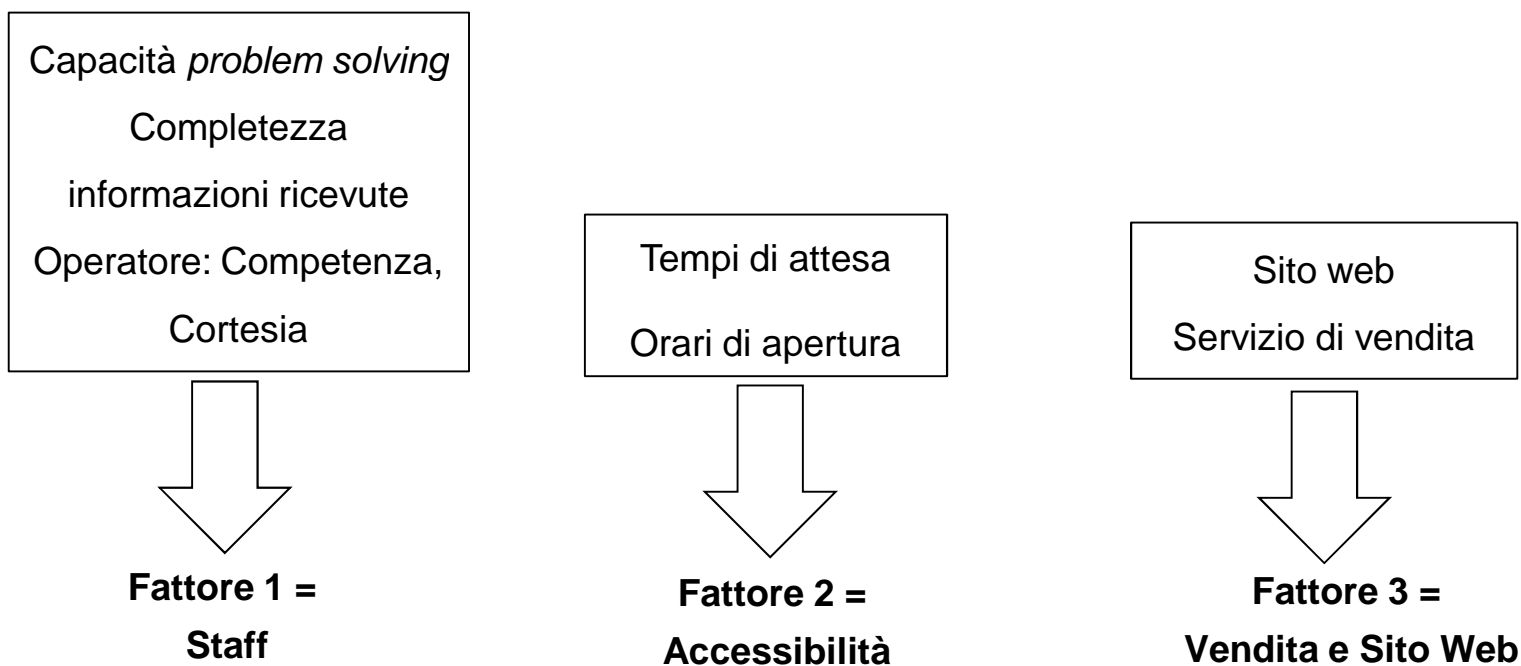 Capacità problem solving
Completezza
informazioni ricevute
Operatore: Competenza,
Cortesia
Tempi di attesa
Orari di apertura
Sito web
Servizio di vendita
Fattore 1 =
Staff
Fattore 2 =
Accessibilità
Fattore 3 =
Vendita e Sito Web